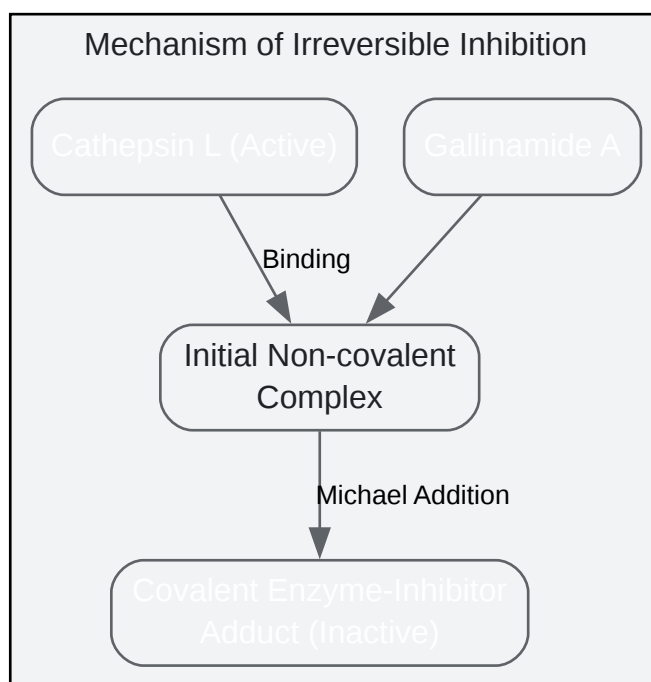 Mechanism of Irreversible Inhibition
Cathepsin L (Active)
Gallinamide A
Binding
Initial Non-covalent
Complex
Michael Addition
Covalent Enzyme-Inhibitor
Adduct (Inactive)